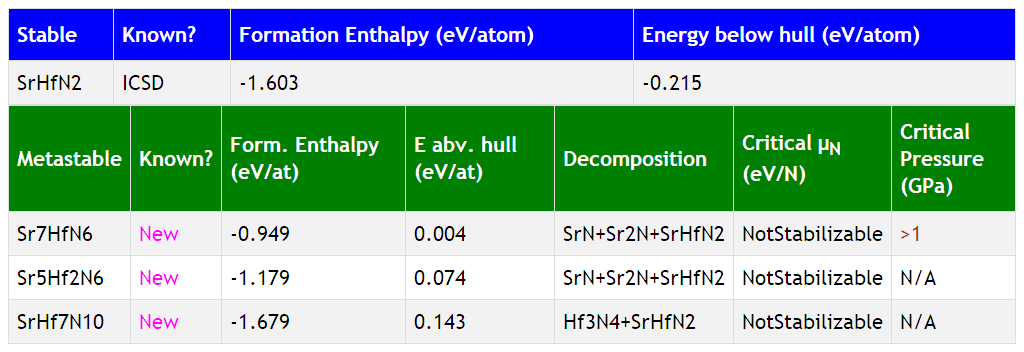 Stable Known? Formation Enthalpy (eV/atom) Energy below hull (eV/atom)
SrHfN2 ICSD -1.603 -0.215
Metastable Known? Form. Enthalpy (eV/at) E abv. hull (eV/at) Decomposition Critical μN (eV/N) Critical Pressure (GPa)
Sr7HfN6 New -0.949 0.004 SrN+Sr2N+SrHfN2 NotStabilizable >1
Sr5Hf2N6 New -1.179 0.074 SrN+Sr2N+SrHfN2 NotStabilizable N/A
SrHf7N10 New -1.679 0.143 Hf3N4+SrHfN2 NotStabilizable N/A